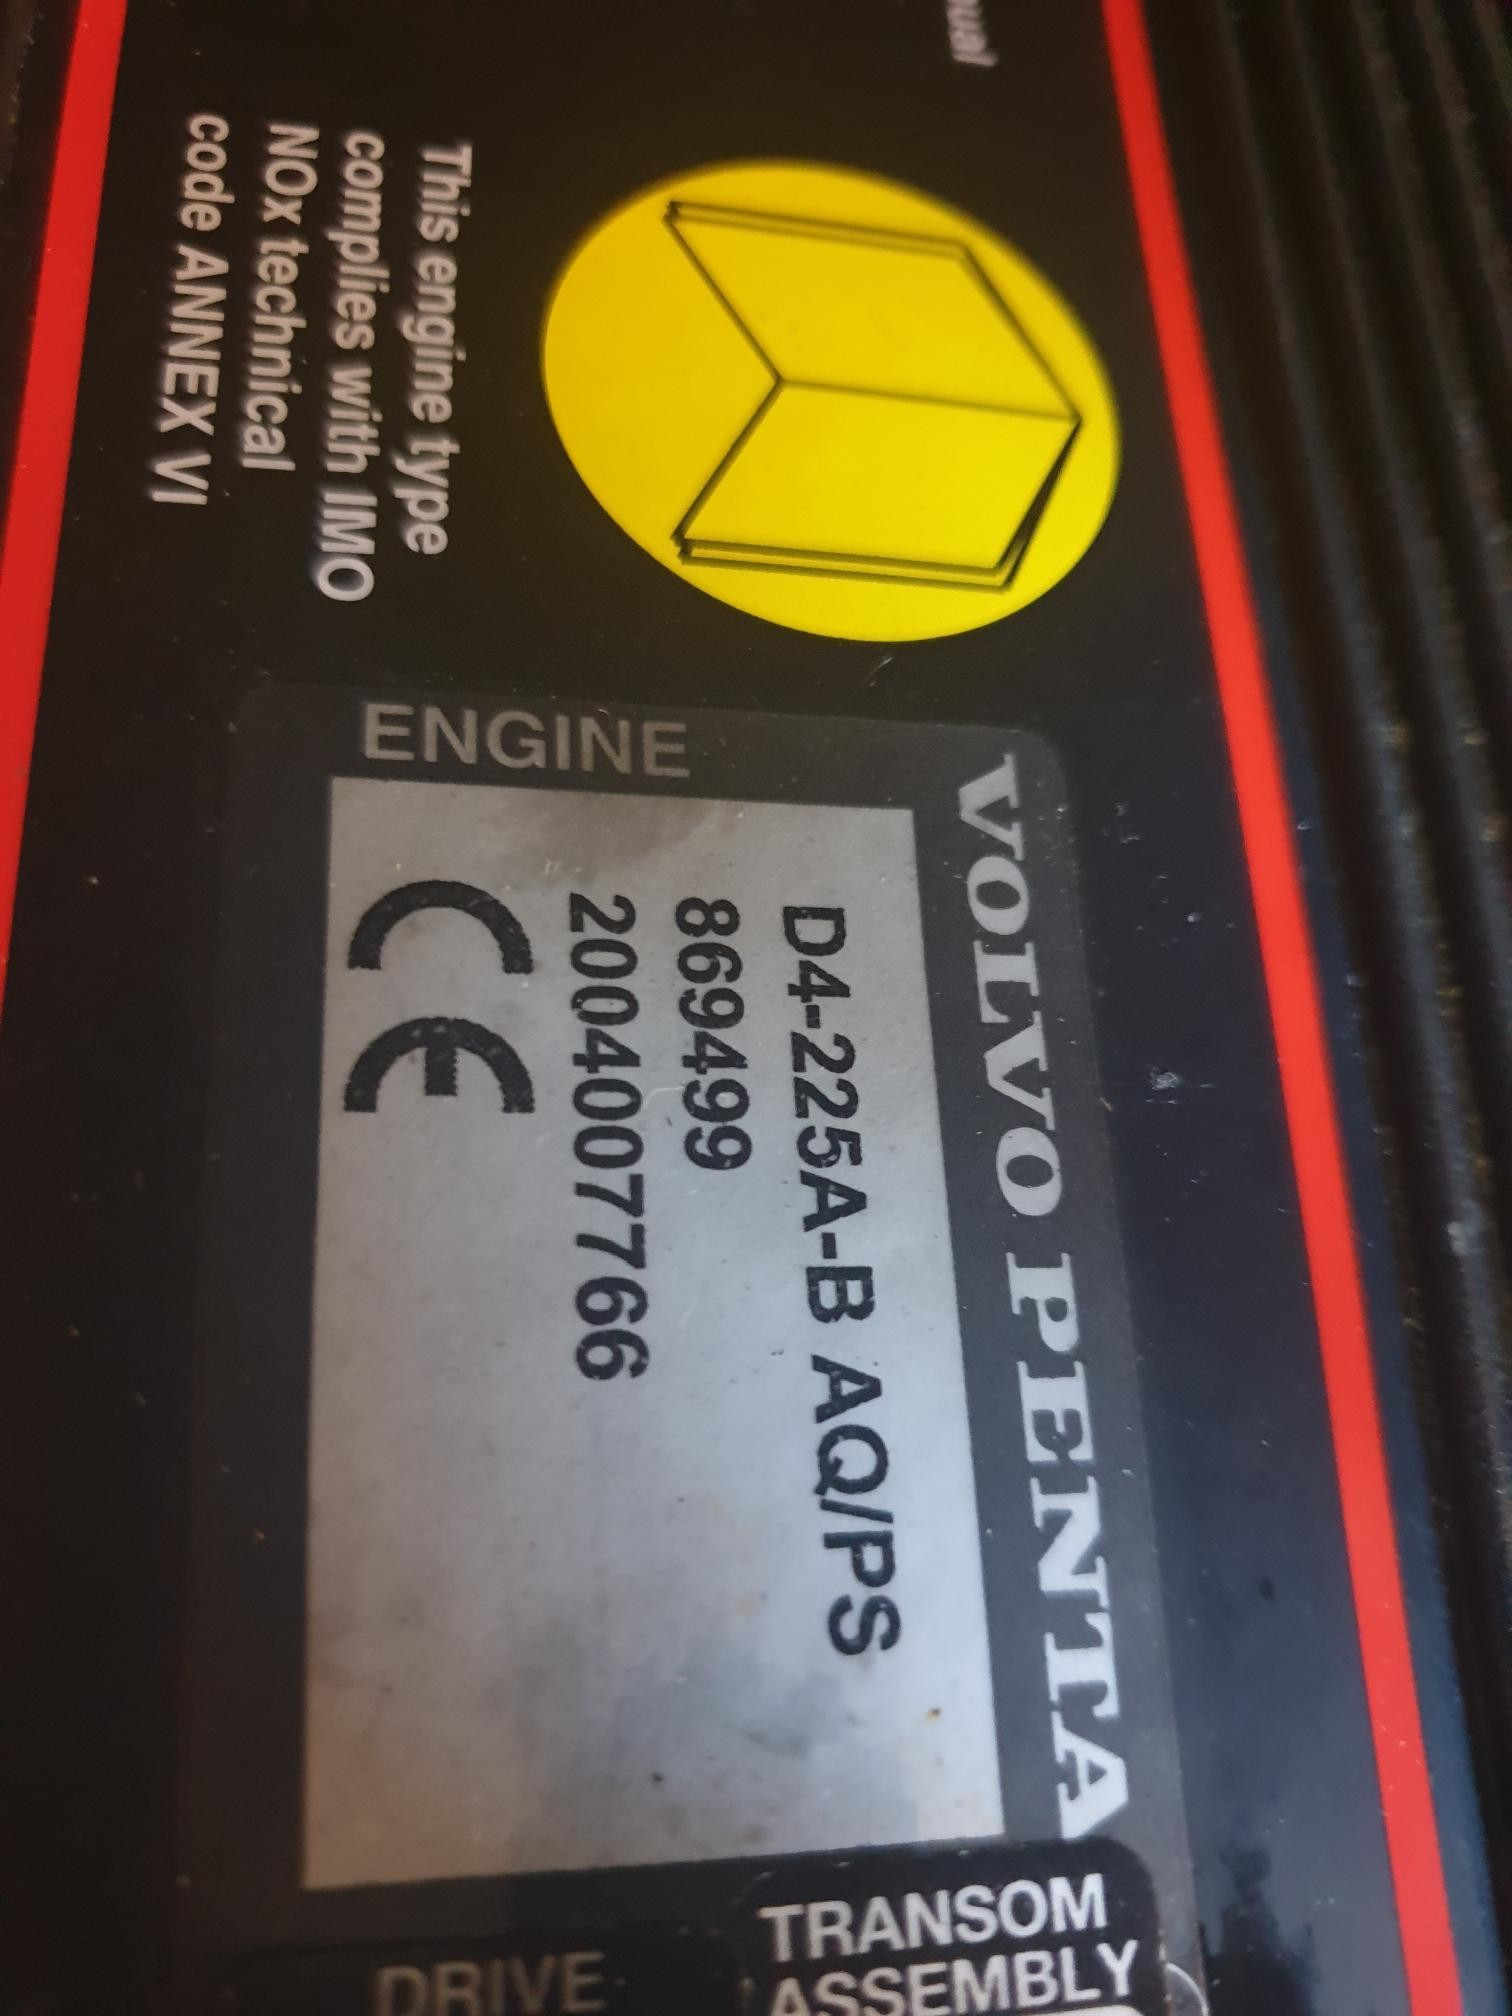 This engine type
complies with IMO
NOx technical
code ANNEX VI
VOLVO PENTA
ENGINE
D4-225A-B AQ/PS
869499
2004007766
CE
TRANSOM
ASSEMBLY
DRIVE